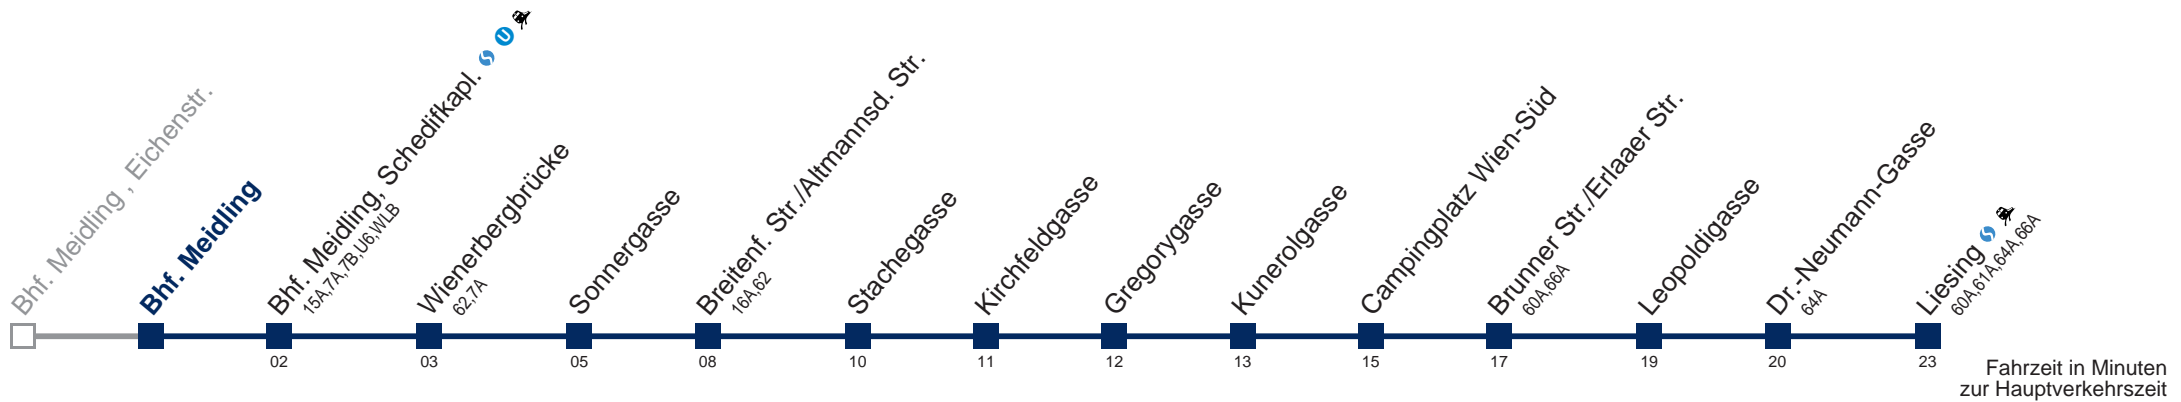 Bhf. Meidling , Eichenstr.
Bhf. Meidling
Bhf. Meidling, Schedifkapl.
15A,7A,7B,U6,WLB
Wienerbergbrücke
62,7A
Sonnergasse
Breitenf. Str./Altmannsd. Str.
16A,62
Stachegasse
Kirchfeldgasse
Gregorygasse
Kunerolgasse
Campingplatz Wien-Süd
Brunner Str./Erlaaer Str.
60A,66A
Leopoldigasse
Dr.-Neumann-Gasse
64A
Liesing
60A,61A,64A,66A
02 03 05 08 10 11 12 13 15 17 19 20 23
Fahrzeit in Minuten
zur Hauptverkehrszeit